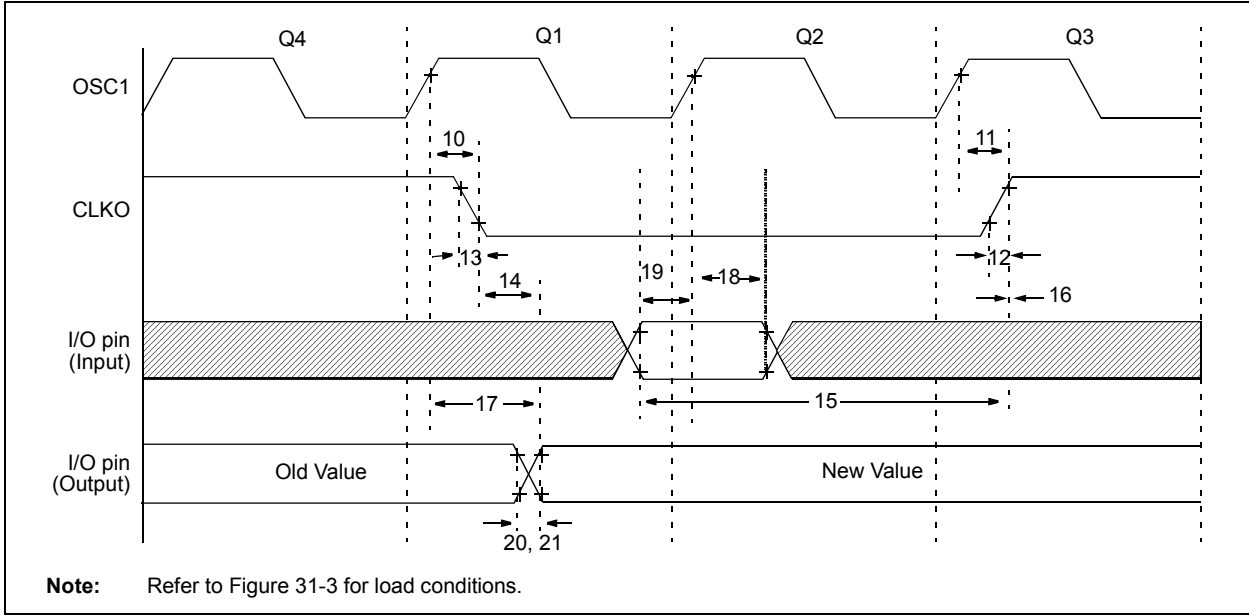 Q4 Q1 Q2 Q3
OSC1
10 11
CLKO
13 12
14 19 18
16
I/O pin
(Input)
17 15
I/O pin
(Output)
Old Value New Value
20, 21
Note: Refer to Figure 31-3 for load conditions.